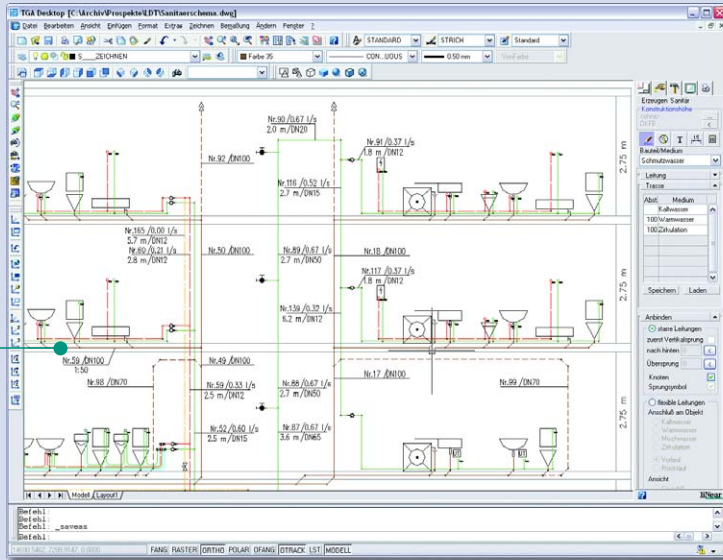 TGA Desktop [C:\Archiv\Prospekte\LDT\Sanitaerschema.dwg]
Datei Bearbeiten Ansicht Einfügen Format Extras Zeichnen Bemaßung Ändern Fenster ?
STANDARD STRICH Standard
S___ZEICHNEN Farbe 35 CON...UOUS 0.50 mm VonFarbe
Nr.90 /0.67 l/s
2.0 m/DN20
Nr.91 /0.37 l/s
1.8 m/DN12
Nr.92 /DN100
Nr.116 /0.52 l/s
2.7 m/DN15
2.75 m
Nr.165 /0.00 l/s
5.7 m/DN12
Nr.60 /0.21 l/s
2.8 m/DN12
Nr.50 /DN100
Nr.89 /0.67 l/s
2.7 m/DN50
Nr.18 /DN100
Nr.117 /0.37 l/s
1.8 m/DN12
Nr.139 /0.32 l/s
6.2 m/DN12
2.75 m
Nr.59 /DN100
1:50
Nr.49 /DN100
Nr.98 /DN70
Nr.59 /0.33 l/s
2.5 m/DN12
Nr.88 /0.67 l/s
2.7 m/DN50
Nr.17 /DN100
Nr.99 /DN70
Nr.52 /0.60 l/s
2.5 m/DN15
Nr.87 /0.67 l/s
3.6 m/DN65
2.75 m
Erzeugen Sanitär
Konstruktionshöhe
Bauteil/Medium
Schmutzwasser
Leitung
Trasse
Abst. Medium
Kaltwasser
100 Warmwasser
100 Zirkulation
Speichern Laden
Anbinden
starre Leitungen
zuerst Vertikalsprung
nach hinten
Übersprung
Knoten
Sprungsymbol
flexible Leitungen
Anschluß am Objekt
Kaltwasser
Warmwasser
Mischwasser
Zirkulation
Vorlauf
Rücklauf
Ansicht
Modell Layout1
Befehl:
Befehl:
Befehl: _saveas
Befehl:
FANG RASTER ORTHO POLAR OFANG OTRACK LST MODELL